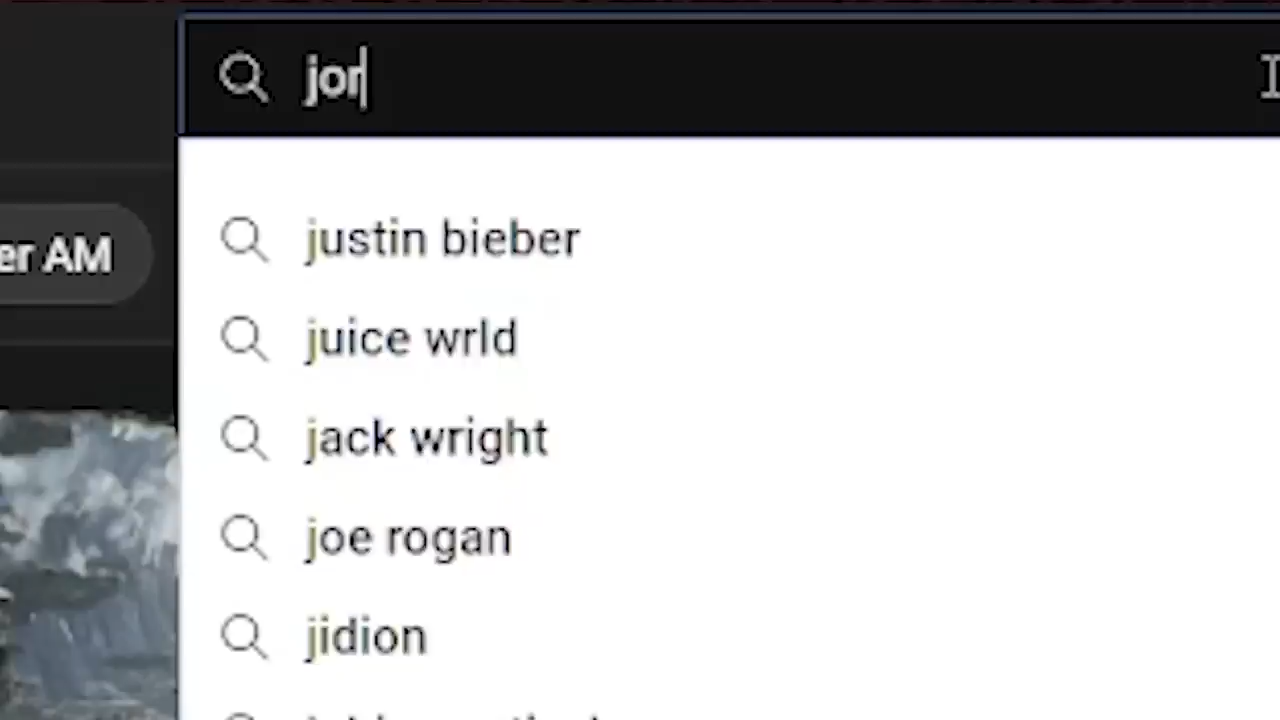 jor
er AM
justin bieber
juice wrld
jack wright
joe rogan
jidion